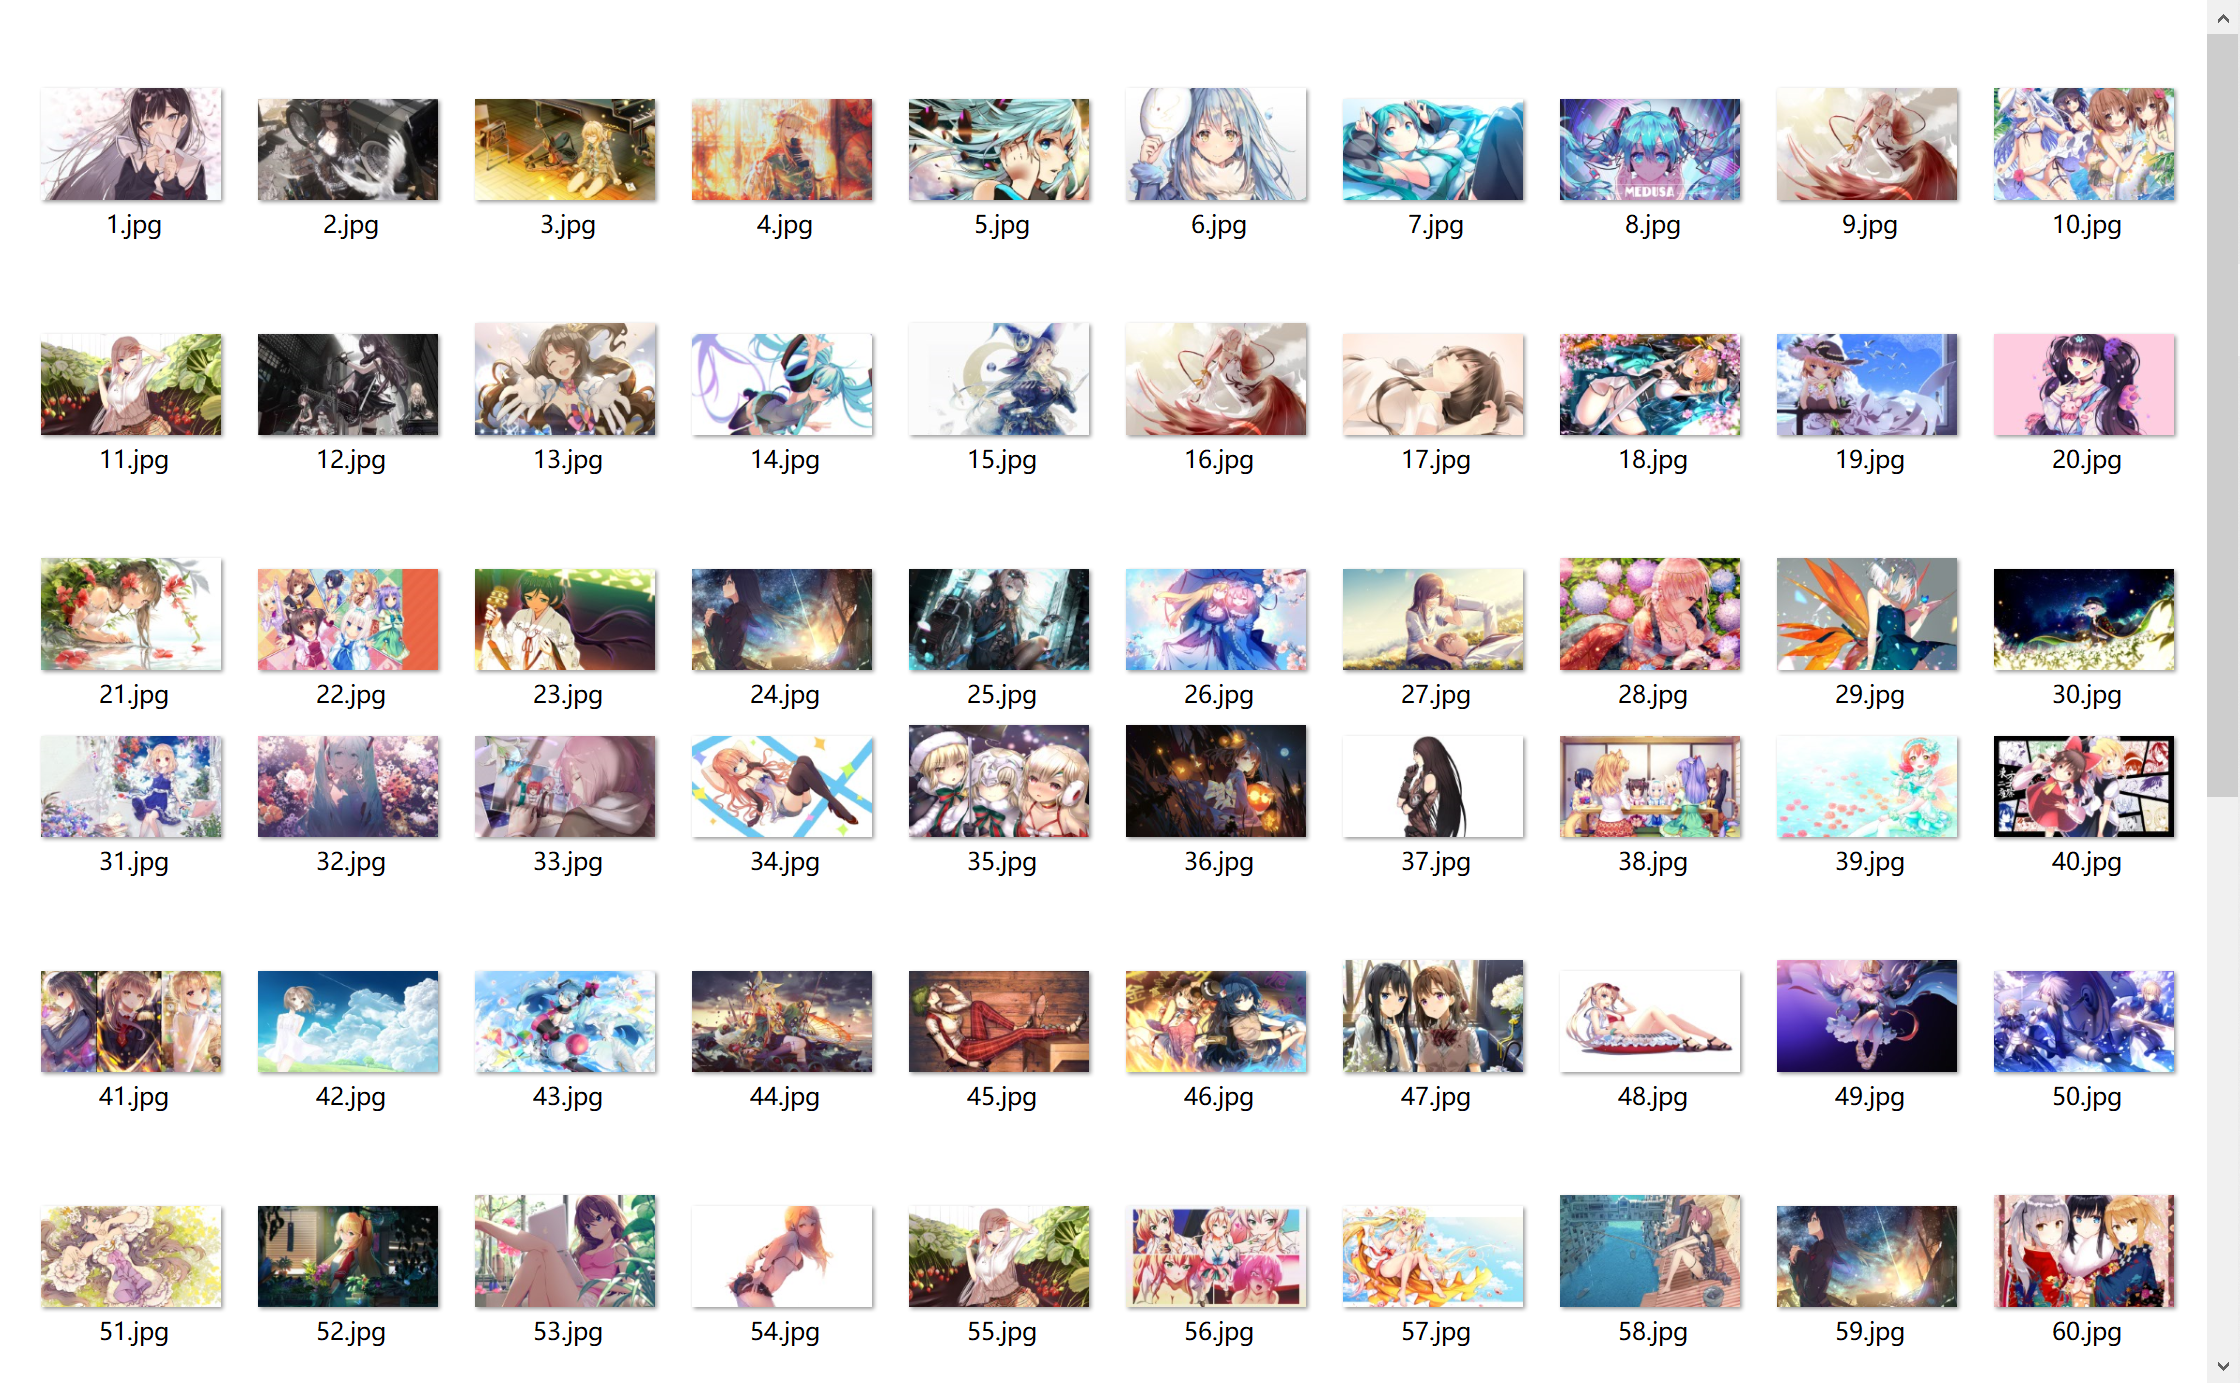 MEDUSA
1.jpg 2.jpg 3.jpg 4.jpg 5.jpg 6.jpg 7.jpg 8.jpg 9.jpg 10.jpg
11.jpg 12.jpg 13.jpg 14.jpg 15.jpg 16.jpg 17.jpg 18.jpg 19.jpg 20.jpg
21.jpg 22.jpg 23.jpg 24.jpg 25.jpg 26.jpg 27.jpg 28.jpg 29.jpg 30.jpg
31.jpg 32.jpg 33.jpg 34.jpg 35.jpg 36.jpg 37.jpg 38.jpg 39.jpg 40.jpg
41.jpg 42.jpg 43.jpg 44.jpg 45.jpg 46.jpg 47.jpg 48.jpg 49.jpg 50.jpg
51.jpg 52.jpg 53.jpg 54.jpg 55.jpg 56.jpg 57.jpg 58.jpg 59.jpg 60.jpg